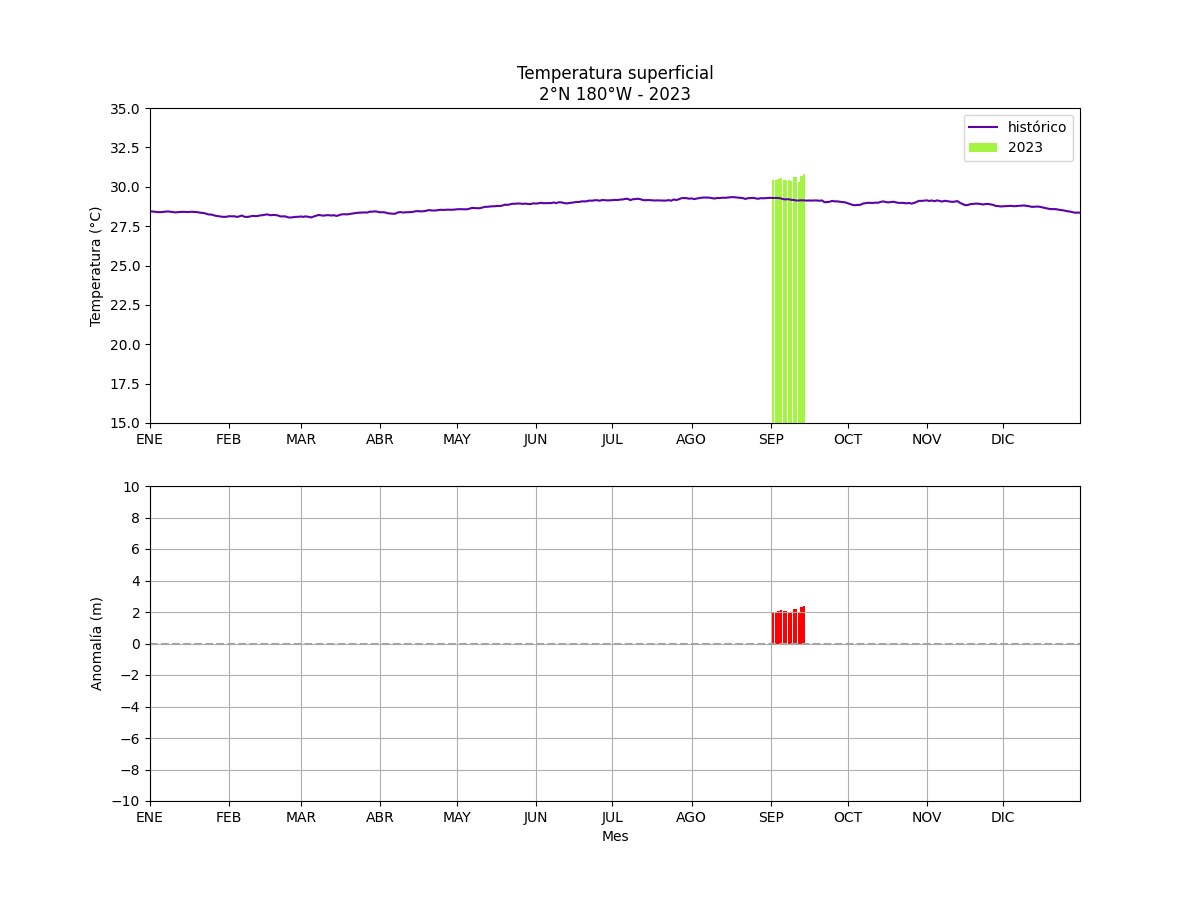 Temperatura superficial
2°N 180°W - 2023
35.0
32.5
30.0
27.5
25.0
22.5
20.0
17.5
15.0
Temperatura (°C)
histórico
2023
ENE FEB MAR ABR MAY JUN JUL AGO SEP OCT NOV DIC
10
8
6
4
2
0
−2
−4
−6
−8
−10
Anomalía (m)
ENE FEB MAR ABR MAY JUN JUL AGO SEP OCT NOV DIC
Mes